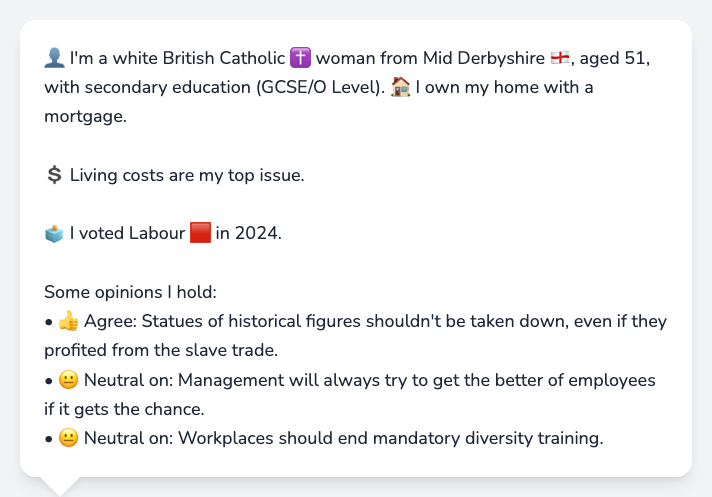 👤 I'm a white British Catholic ✝️ woman from Mid Derbyshire 🏴󠁧󠁢󠁥󠁮󠁧󠁿, aged 51,
with secondary education (GCSE/O Level). 🏠 I own my home with a
mortgage.
💲 Living costs are my top issue.
🗳️ I voted Labour 🟥 in 2024.
Some opinions I hold:
• 👍 Agree: Statues of historical figures shouldn't be taken down, even if they
profited from the slave trade.
• 😐 Neutral on: Management will always try to get the better of employees
if it gets the chance.
• 😐 Neutral on: Workplaces should end mandatory diversity training.